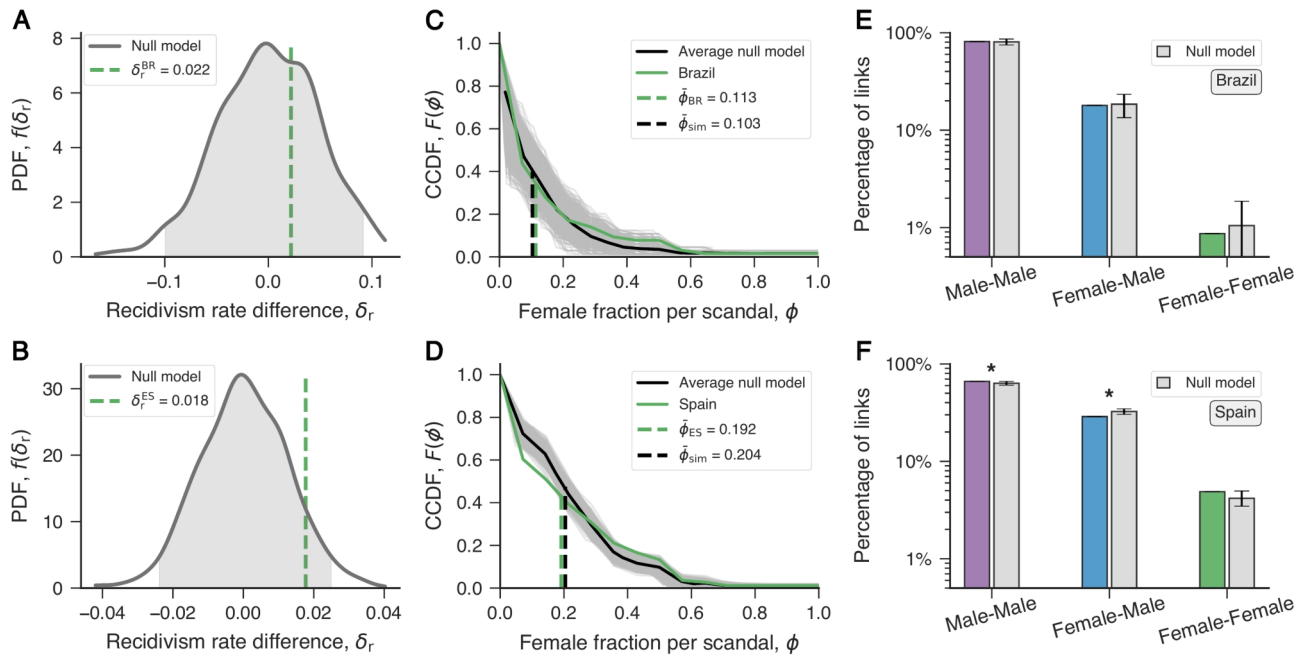 A
8
6
4
2
0
PDF, f(δr)
Null model
δr^BR = 0.022
−0.1
0.0
0.1
Recidivism rate difference, δr
C
1.0
0.8
0.6
0.4
0.2
0.0
CCDF, F(ϕ)
Average null model
Brazil
ϕ̄BR = 0.113
ϕ̄sim = 0.103
0.0
0.2
0.4
0.6
0.8
1.0
Female fraction per scandal, ϕ
E
100%
10%
1%
Percentage of links
Null model
Brazil
Male-Male
Female-Male
Female-Female
B
30
20
10
0
PDF, f(δr)
Null model
δr^ES = 0.018
−0.04
−0.02
0.00
0.02
0.04
Recidivism rate difference, δr
D
1.0
0.8
0.6
0.4
0.2
0.0
CCDF, F(ϕ)
Average null model
Spain
ϕ̄ES = 0.192
ϕ̄sim = 0.204
0.0
0.2
0.4
0.6
0.8
1.0
Female fraction per scandal, ϕ
F
100%
10%
1%
Percentage of links
*
*
Null model
Spain
Male-Male
Female-Male
Female-Female